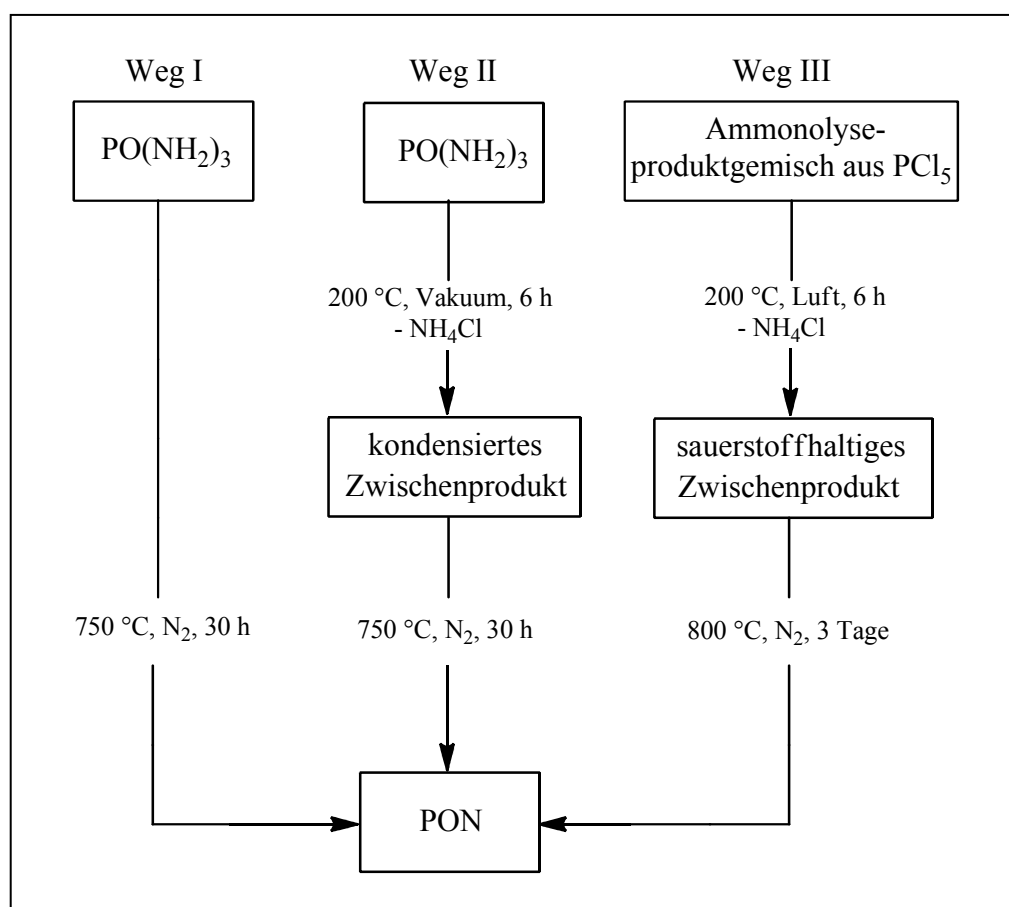 Weg I
Weg II
Weg III
PO(NH2)3
PO(NH2)3
Ammonolyse-
produktgemisch aus PCl5
200 °C, Vakuum, 6 h
- NH4Cl
200 °C, Luft, 6 h
- NH4Cl
kondensiertes
Zwischenprodukt
sauerstoffhaltiges
Zwischenprodukt
750 °C, N2, 30 h
750 °C, N2, 30 h
800 °C, N2, 3 Tage
PON